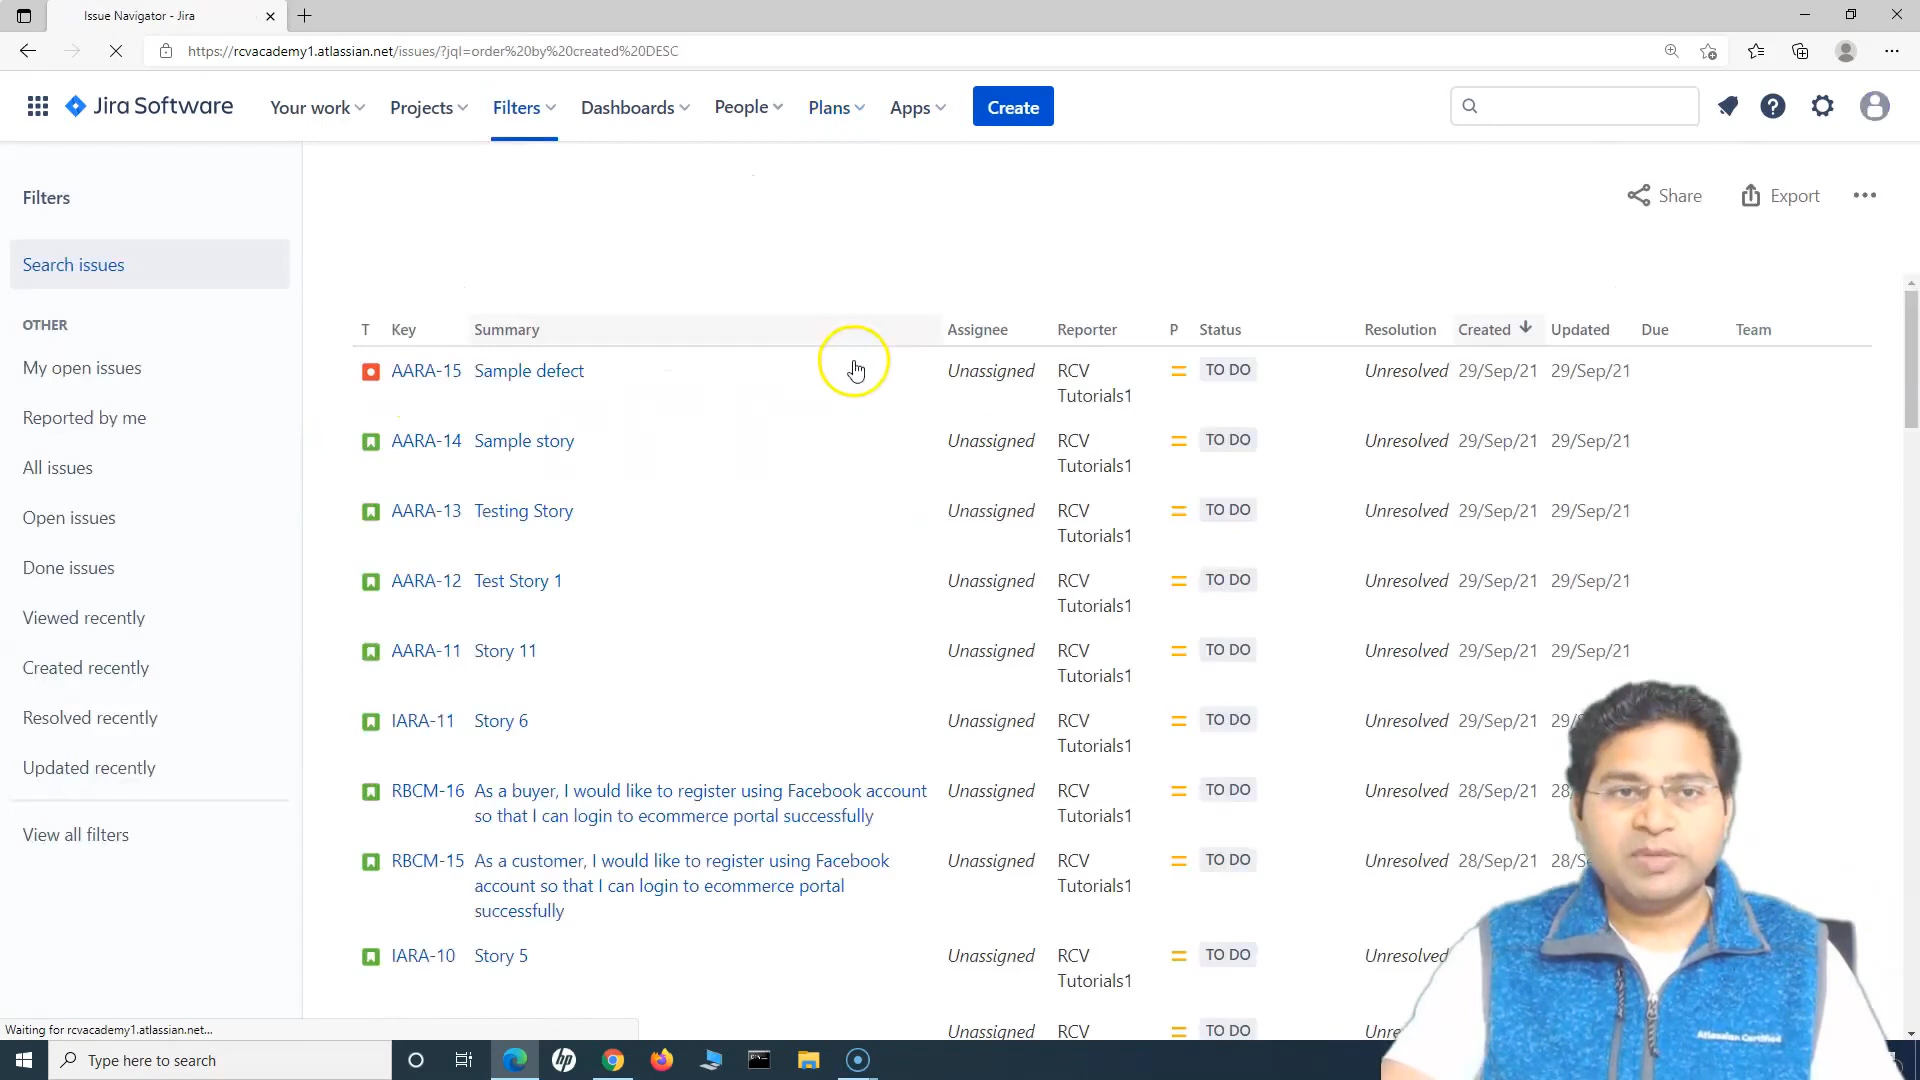 Issue Navigator - Jira
https://rcvacademy1.atlassian.net/issues/?jql=order%20by%20created%20DESC
Jira Software Your work Projects Filters Dashboards People Plans Apps Create
Filters
Share Export
Search issues
OTHER
My open issues
Reported by me
All issues
Open issues
Done issues
Viewed recently
Created recently
Resolved recently
Updated recently
View all filters
T Key Summary Assignee Reporter P Status Resolution Created Updated Due Team
AARA-15 Sample defect Unassigned RCV TO DO Unresolved 29/Sep/21 29/Sep/21
Tutorials1
AARA-14 Sample story Unassigned RCV TO DO Unresolved 29/Sep/21 29/Sep/21
Tutorials1
AARA-13 Testing Story Unassigned RCV TO DO Unresolved 29/Sep/21 29/Sep/21
Tutorials1
AARA-12 Test Story 1 Unassigned RCV TO DO Unresolved 29/Sep/21 29/Sep/21
Tutorials1
AARA-11 Story 11 Unassigned RCV TO DO Unresolved 29/Sep/21 29/Sep/21
Tutorials1
IARA-11 Story 6 Unassigned RCV TO DO Unresolved 29/Sep/21 29/S
Tutorials1
RBCM-16 As a buyer, I would like to register using Facebook account Unassigned RCV TO DO Unresolved 28/Sep/21 28/
so that I can login to ecommerce portal successfully Tutorials1
RBCM-15 As a customer, I would like to register using Facebook Unassigned RCV TO DO Unresolved 28/Sep/21 28/S
account so that I can login to ecommerce portal Tutorials1
successfully
IARA-10 Story 5 Unassigned RCV TO DO Unresolved
Tutorials1
Unassigned RCV TO DO Unre
Waiting for rcvacademy1.atlassian.net...
Type here to search
hp
Atlassian Certified